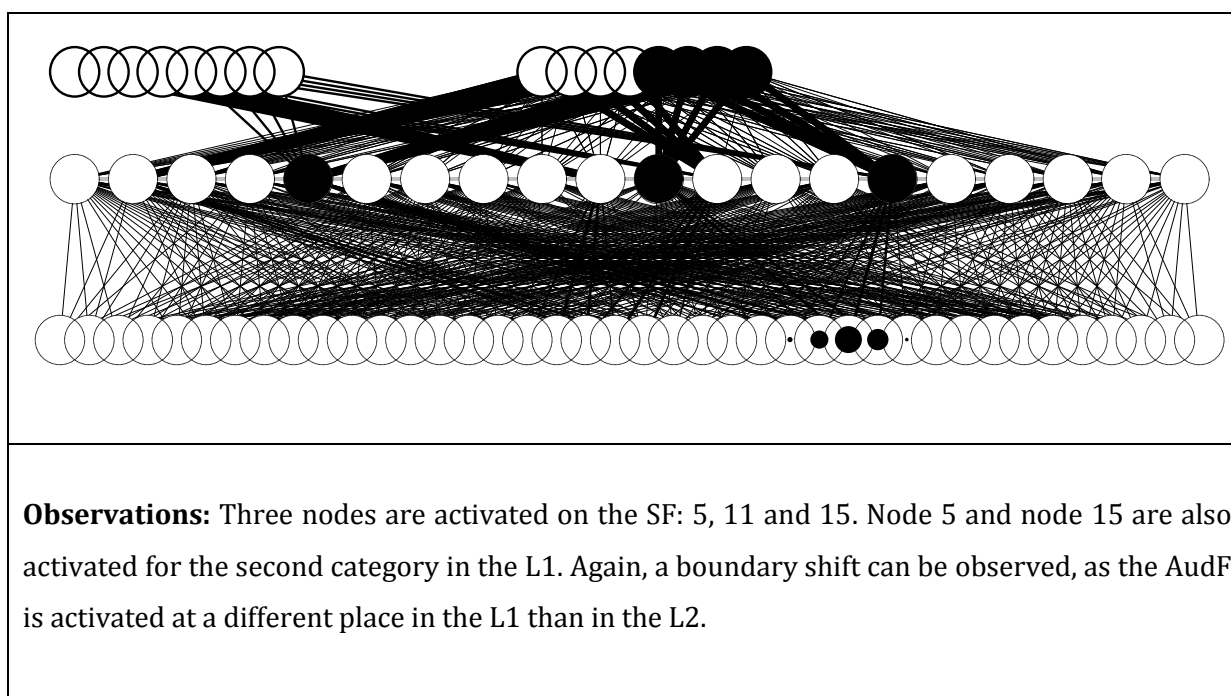 Observations: Three nodes are activated on the SF: 5, 11 and 15. Node 5 and node 15 are also
activated for the second category in the L1. Again, a boundary shift can be observed, as the AudF
is activated at a different place in the L1 than in the L2.